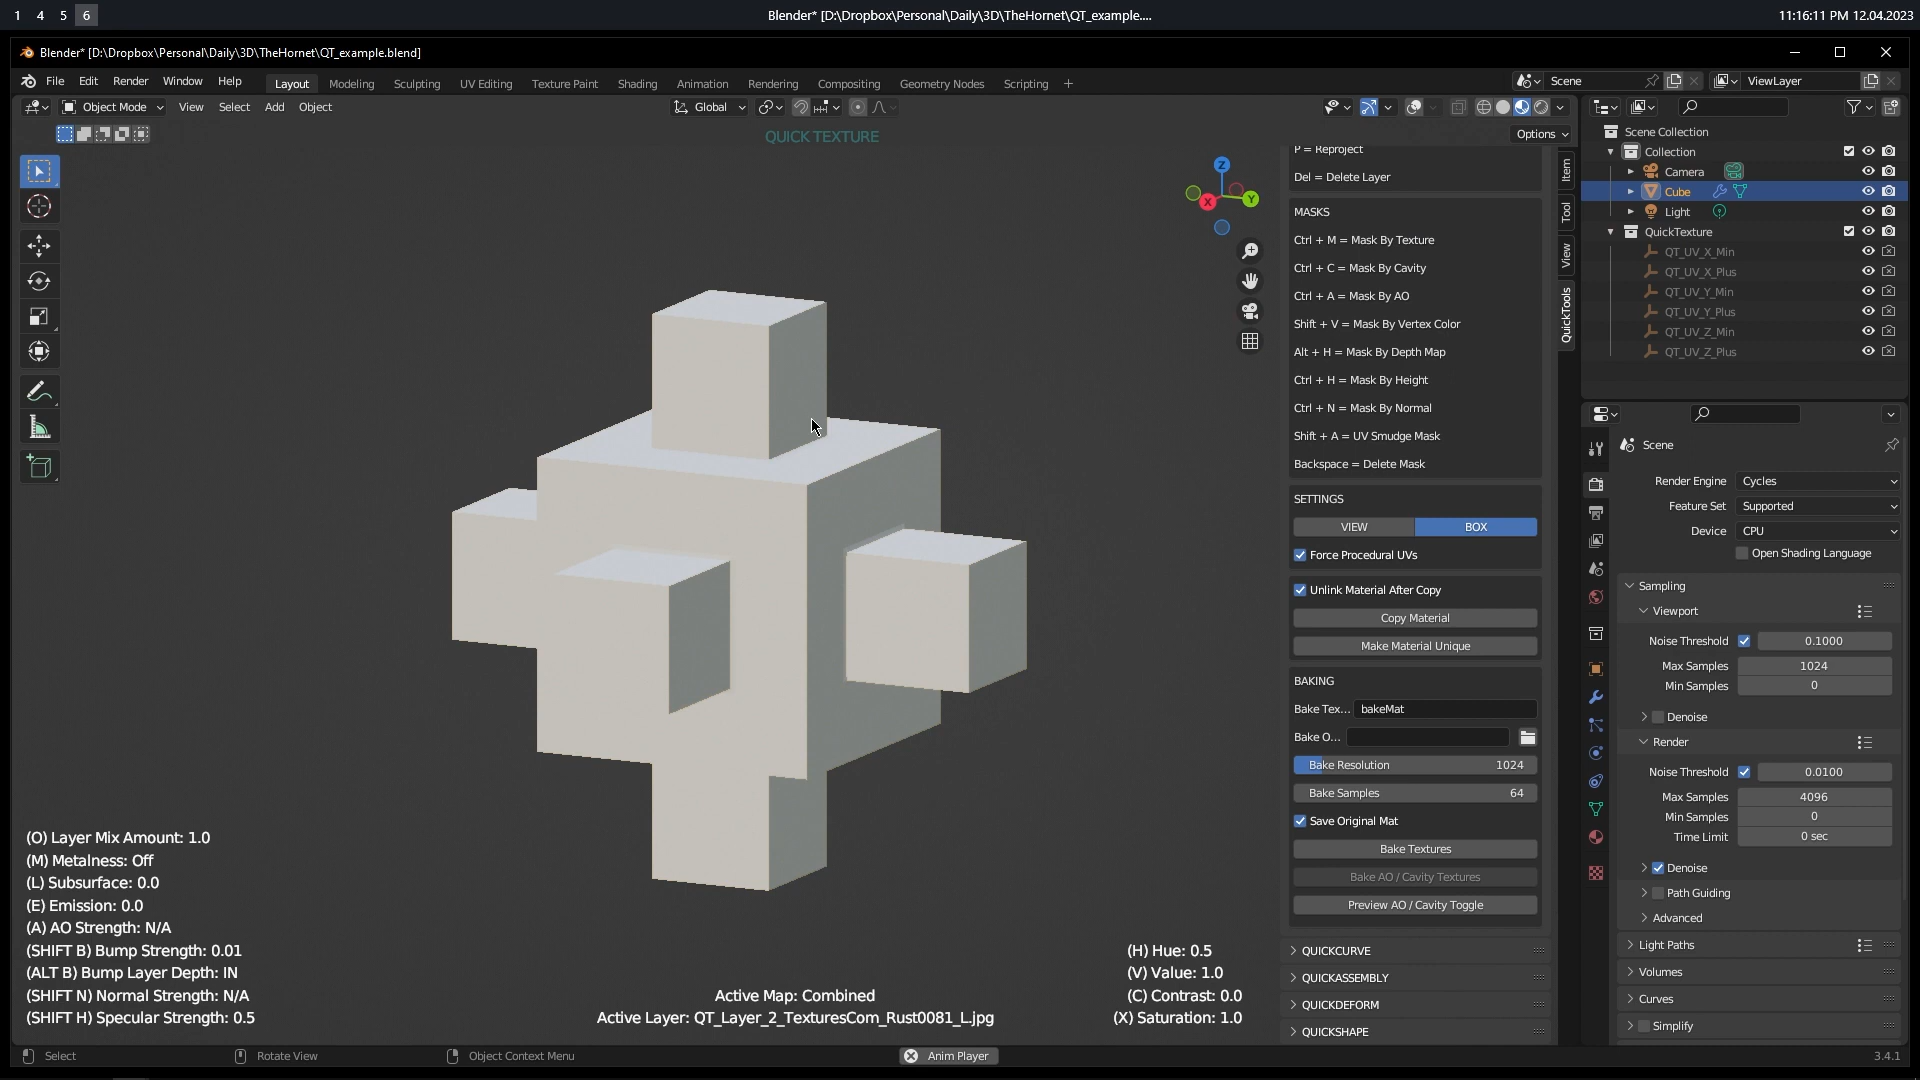 1 4 5 6
Blender* [D:\Dropbox\Personal\Daily\3D\TheHornet\QT_example....
11:16:11 PM 12.04.2023
Blender* [D:\Dropbox\Personal\Daily\3D\TheHornet\QT_example.blend]
File Edit Render Window Help
Layout Modeling Sculpting UV Editing Texture Paint Shading Animation Rendering Compositing Geometry Nodes Scripting +
Scene
ViewLayer
Object Mode View Select Add Object
Global
Options
QUICK TEXTURE
Z
X
Y
Item
Tool
View
QuickTools
P = Reproject
Del = Delete Layer
MASKS
Ctrl + M = Mask By Texture
Ctrl + C = Mask By Cavity
Ctrl + A = Mask By AO
Shift + V = Mask By Vertex Color
Alt + H = Mask By Depth Map
Ctrl + H = Mask By Height
Ctrl + N = Mask By Normal
Shift + A = UV Smudge Mask
Backspace = Delete Mask
SETTINGS
VIEW BOX
Force Procedural UVs
Unlink Material After Copy
Copy Material
Make Material Unique
BAKING
Bake Tex... bakeMat
Bake O...
Bake Resolution 1024
Bake Samples 64
Save Original Mat
Bake Textures
Bake AO / Cavity Textures
Preview AO / Cavity Toggle
QUICKCURVE
QUICKASSEMBLY
QUICKDEFORM
QUICKSHAPE
Scene Collection
Collection
Camera
Cube
Light
QuickTexture
QT_UV_X_Min
QT_UV_X_Plus
QT_UV_Y_Min
QT_UV_Y_Plus
QT_UV_Z_Min
QT_UV_Z_Plus
Scene
Render Engine Cycles
Feature Set Supported
Device CPU
Open Shading Language
Sampling
Viewport
Noise Threshold 0.1000
Max Samples 1024
Min Samples 0
Denoise
Render
Noise Threshold 0.0100
Max Samples 4096
Min Samples 0
Time Limit 0 sec
Denoise
Path Guiding
Advanced
Light Paths
Volumes
Curves
Simplify
(O) Layer Mix Amount: 1.0
(M) Metalness: Off
(L) Subsurface: 0.0
(E) Emission: 0.0
(A) AO Strength: N/A
(SHIFT B) Bump Strength: 0.01
(ALT B) Bump Layer Depth: IN
(SHIFT N) Normal Strength: N/A
(SHIFT H) Specular Strength: 0.5
Active Map: Combined
Active Layer: QT_Layer_2_TexturesCom_Rust0081_L.jpg
(H) Hue: 0.5
(V) Value: 1.0
(C) Contrast: 0.0
(X) Saturation: 1.0
Select Rotate View Object Context Menu Anim Player 3.4.1